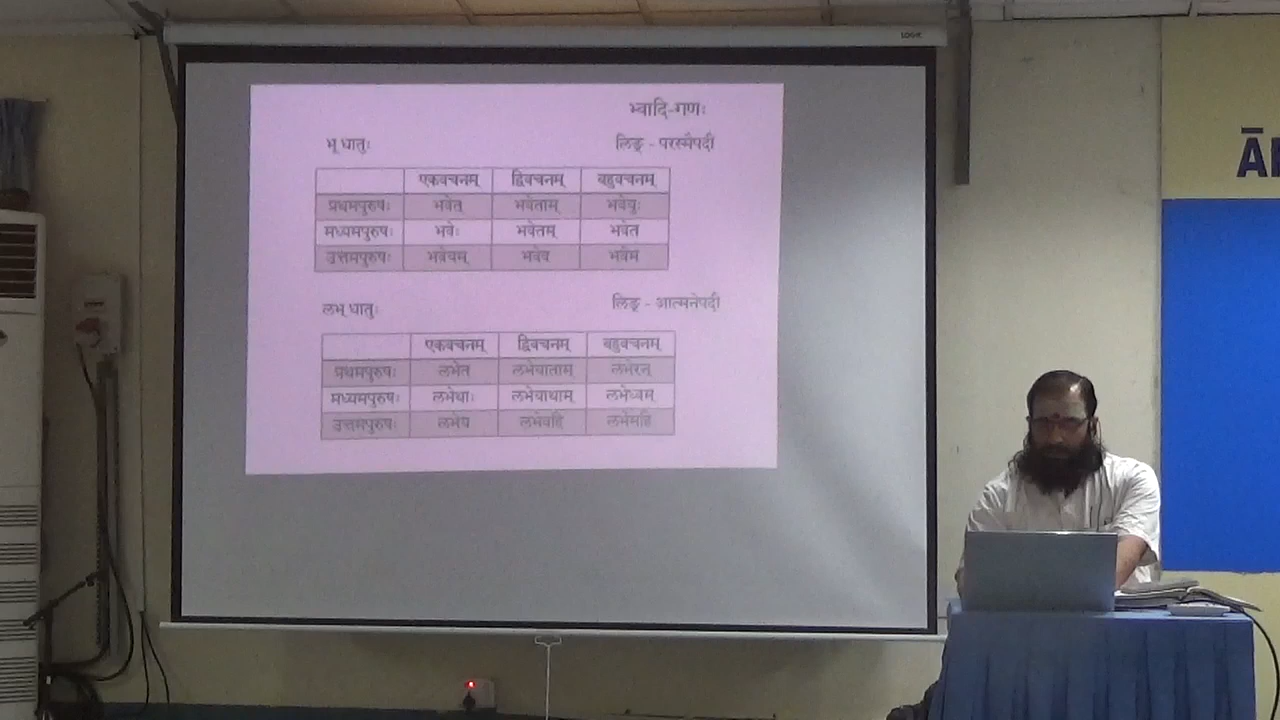 LOGIK
भ्वादि-गणः
भू धातुः लिङ् - परस्मैपदी
एकवचनम् द्विवचनम् बहुवचनम्
प्रथमपुरुषः भवेत् भवेताम् भवेयुः
मध्यमपुरुषः भवेः भवेतम् भवेत
उत्तमपुरुषः भवेयम् भवेव भवेम
लभ् धातुः लिङ् - आत्मनेपदी
एकवचनम् द्विवचनम् बहुवचनम्
प्रथमपुरुषः लभेत लभेयाताम् लभेरन्
मध्यमपुरुषः लभेथाः लभेयाथाम् लभेध्वम्
उत्तमपुरुषः लभेय लभेवहि लभेमहि